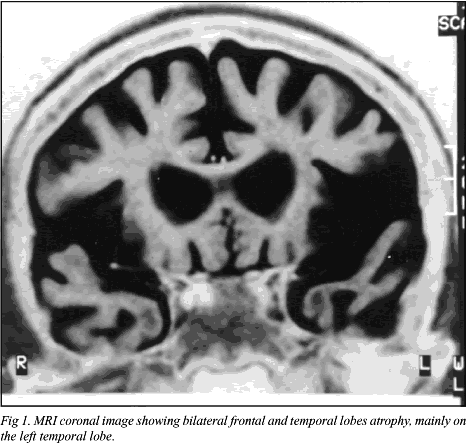 SC
R
L
W
L
Fig 1. MRI coronal image showing bilateral frontal and temporal lobes atrophy, mainly on
the left temporal lobe.